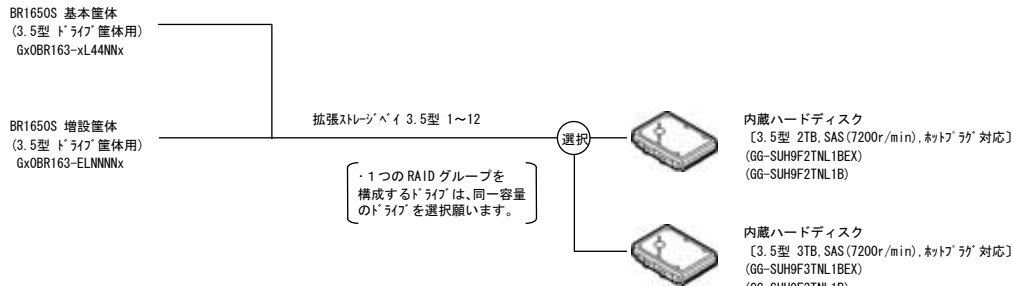 BR1650S 基本筐体
(3.5型 ﾄﾞﾗｲﾌﾞ筐体用)
GxOBR163-xL44NNx
BR1650S 増設筐体
(3.5型 ﾄﾞﾗｲﾌﾞ筐体用)
GxOBR163-ELNNNNx
拡張ｽﾄﾚｰｼﾞﾍﾞｲ 3.5型 1～12
・１つの RAID グループを
構成するﾄﾞﾗｲﾌﾞは、同一容量
のﾄﾞﾗｲﾌﾞを選択願います。
選択
内蔵ハードディスク
〔3.5型 2TB,SAS(7200r/min),ﾎｯﾄﾌﾟﾗｸﾞ対応〕
(GG-SUH9F2TNL1BEX)
(GG-SUH9F2TNL1B)
内蔵ハードディスク
〔3.5型 3TB,SAS(7200r/min),ﾎｯﾄﾌﾟﾗｸﾞ対応〕
(GG-SUH9F3TNL1BEX)
(GG-SUH9F3TNL1B)